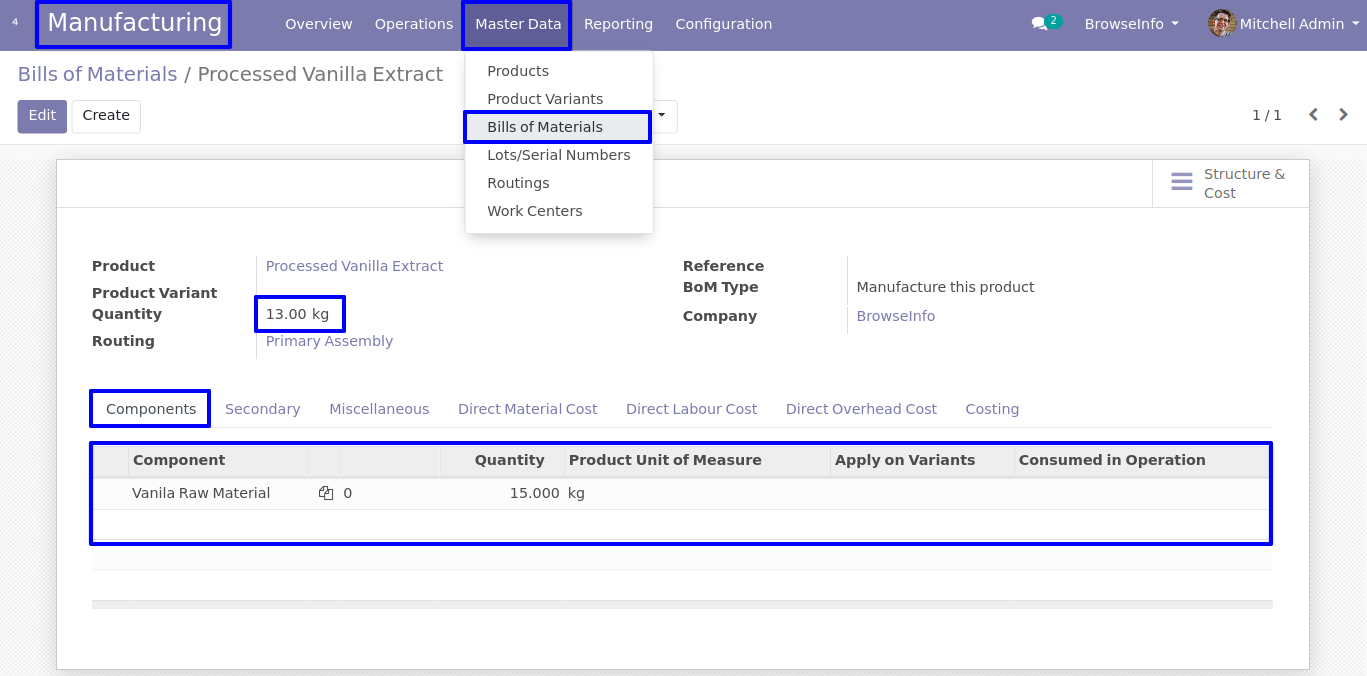 4 Manufacturing Overview Operations Master Data Reporting Configuration 2 BrowseInfo Mitchell Admin
Bills of Materials / Processed Vanilla Extract
Edit Create
1 / 1
Products
Product Variants
Bills of Materials
Lots/Serial Numbers
Routings
Work Centers
Structure &
Cost
Product Processed Vanilla Extract
Product Variant
Quantity 13.00 kg
Routing Primary Assembly
Reference
BoM Type Manufacture this product
Company BrowseInfo
Components Secondary Miscellaneous Direct Material Cost Direct Labour Cost Direct Overhead Cost Costing
Component Quantity Product Unit of Measure Apply on Variants Consumed in Operation
Vanila Raw Material 0 15.000 kg